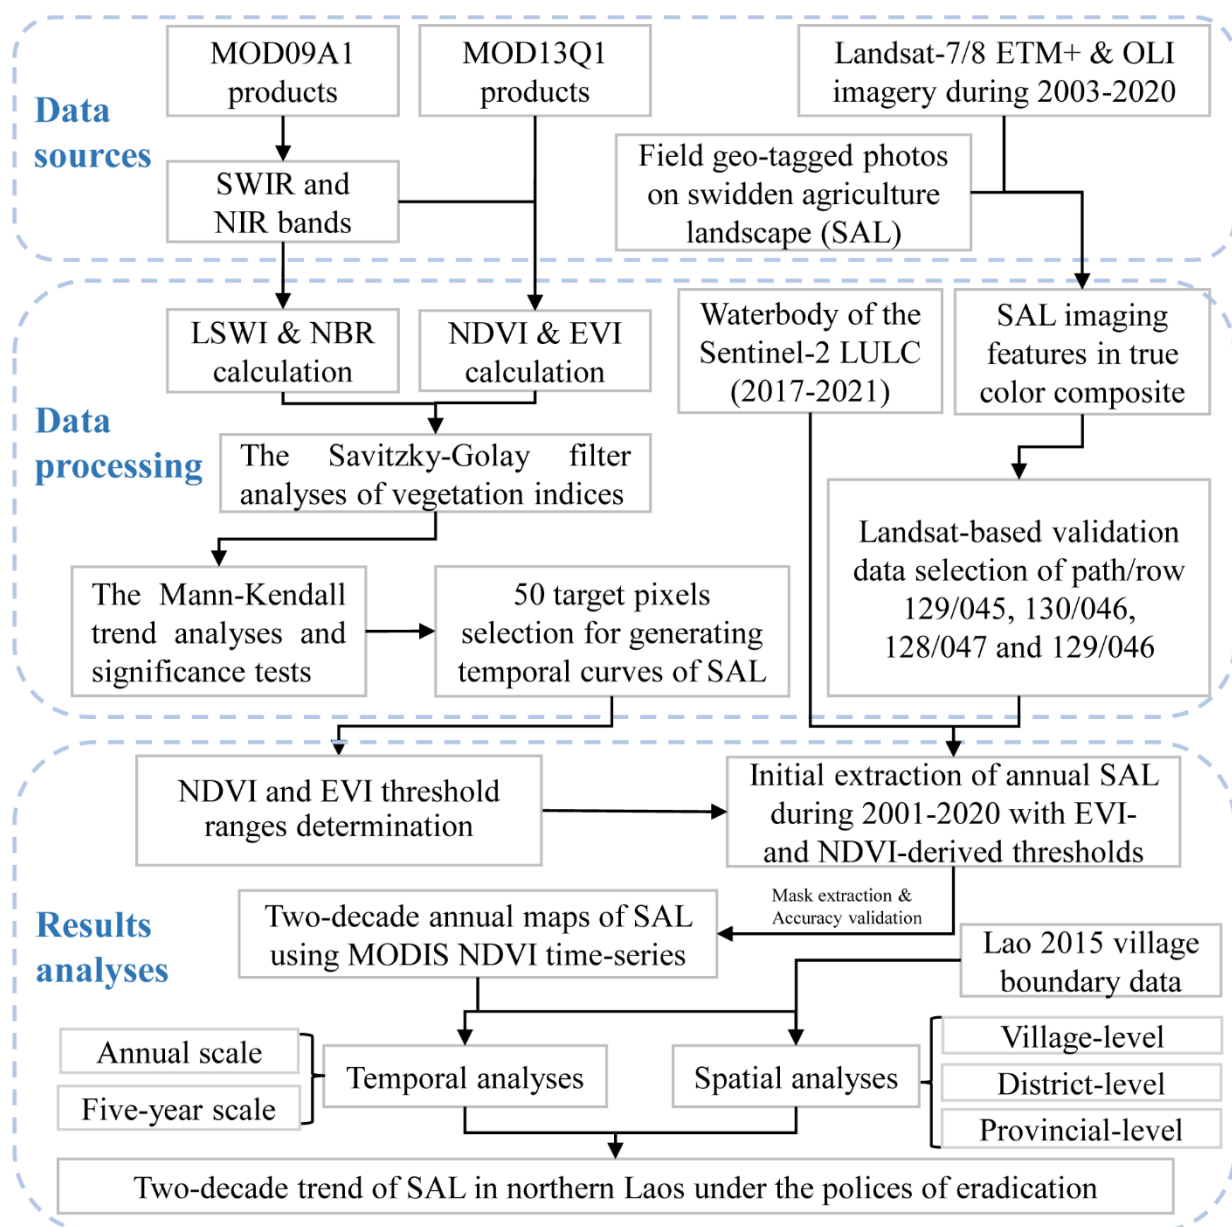 Data
sources
MOD09A1
products
MOD13Q1
products
Landsat-7/8 ETM+ & OLI
imagery during 2003-2020
SWIR and
NIR bands
Field geo-tagged photos
on swidden agriculture
landscape (SAL)
Data
processing
LSWI & NBR
calculation
NDVI & EVI
calculation
Waterbody of the
Sentinel-2 LULC
(2017-2021)
SAL imaging
features in true
color composite
The Savitzky-Golay filter
analyses of vegetation indices
Landsat-based validation
data selection of path/row
129/045, 130/046,
128/047 and 129/046
The Mann-Kendall
trend analyses and
significance tests
50 target pixels
selection for generating
temporal curves of SAL
Results
analyses
NDVI and EVI threshold
ranges determination
Initial extraction of annual SAL
during 2001-2020 with EVI-
and NDVI-derived thresholds
Mask extraction &
Accuracy validation
Two-decade annual maps of SAL
using MODIS NDVI time-series
Lao 2015 village
boundary data
Annual scale
Five-year scale
Temporal analyses
Spatial analyses
Village-level
District-level
Provincial-level
Two-decade trend of SAL in northern Laos under the polices of eradication